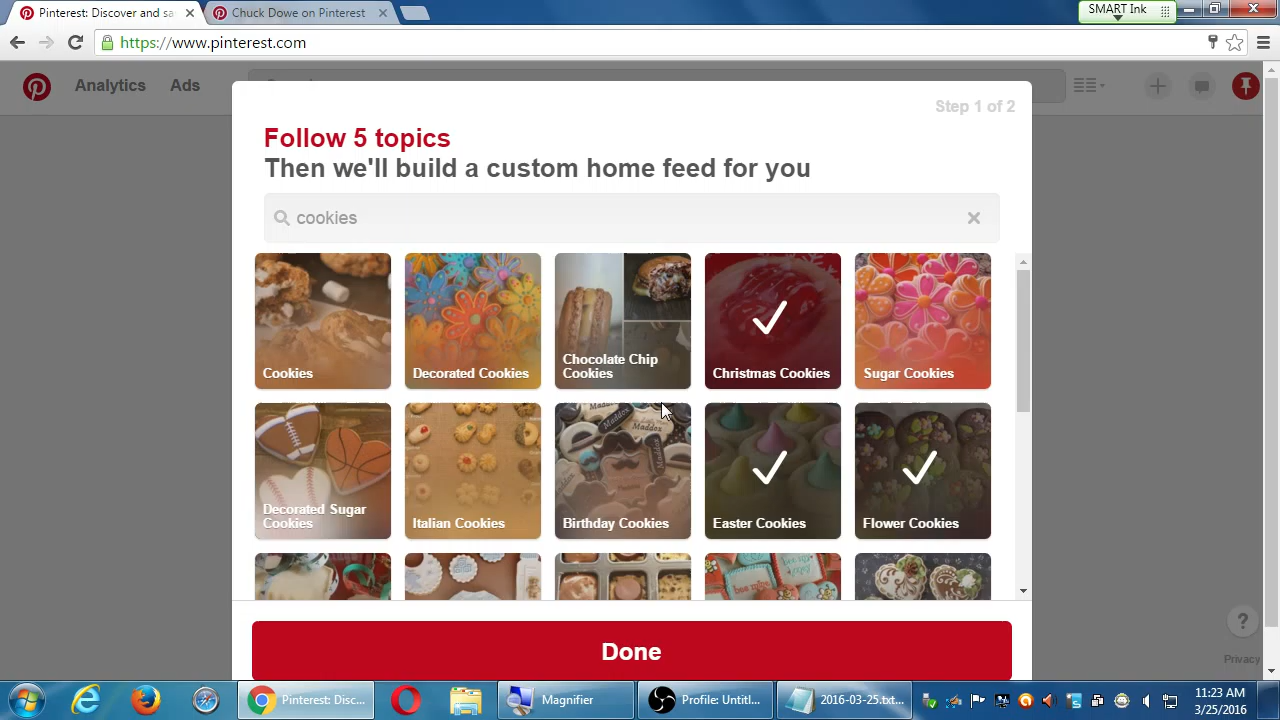 Pinterest: Discover and sa
Chuck Dowe on Pinterest
SMART Ink
https://www.pinterest.com
Analytics
Ads
Step 1 of 2
Follow 5 topics
Then we'll build a custom home feed for you
cookies
Cookies
Decorated Cookies
Chocolate Chip
Cookies
Christmas Cookies
Sugar Cookies
Decorated Sugar
Cookies
Italian Cookies
Birthday Cookies
Easter Cookies
Flower Cookies
Done
?
Privacy
Pinterest: Disc...
Magnifier
Profile: Untitl...
2016-03-25.txt...
11:23 AM
3/25/2016